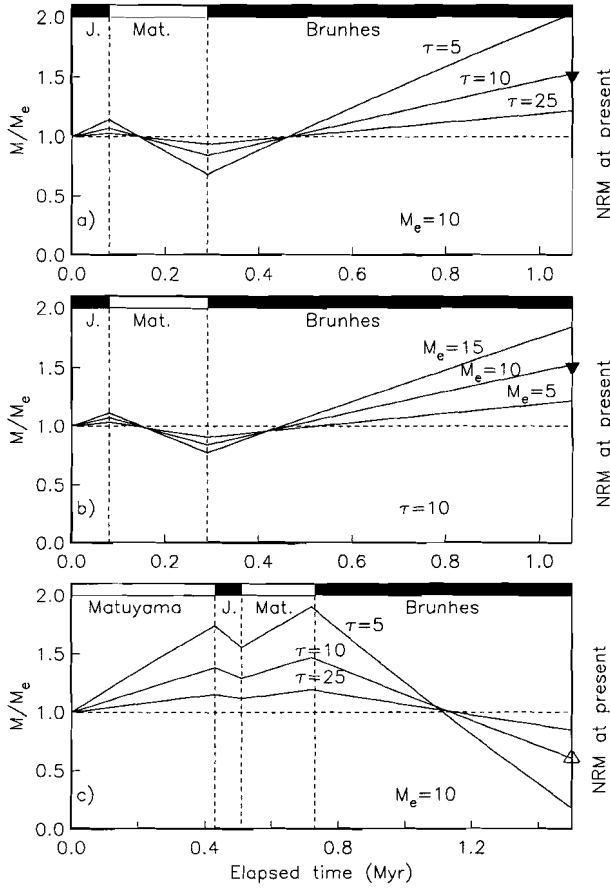 2.0
J. Mat. Brunhes
τ=5
τ=10
τ=25
1.5
1.0
0.5
0.0
M/Me
a)
Me=10
NRM at present
0.0 0.2 0.4 0.6 0.8 1.0
2.0
J. Mat. Brunhes
Me=15
Me=10
Me=5
1.5
1.0
0.5
0.0
M/Me
b)
τ=10
NRM at present
0.0 0.2 0.4 0.6 0.8 1.0
2.0
Matuyama J. Mat. Brunhes
τ=5
τ=10
τ=25
1.5
1.0
0.5
0.0
M/Me
c)
Me=10
NRM at present
0.0 0.4 0.8 1.2
Elapsed time (Myr)